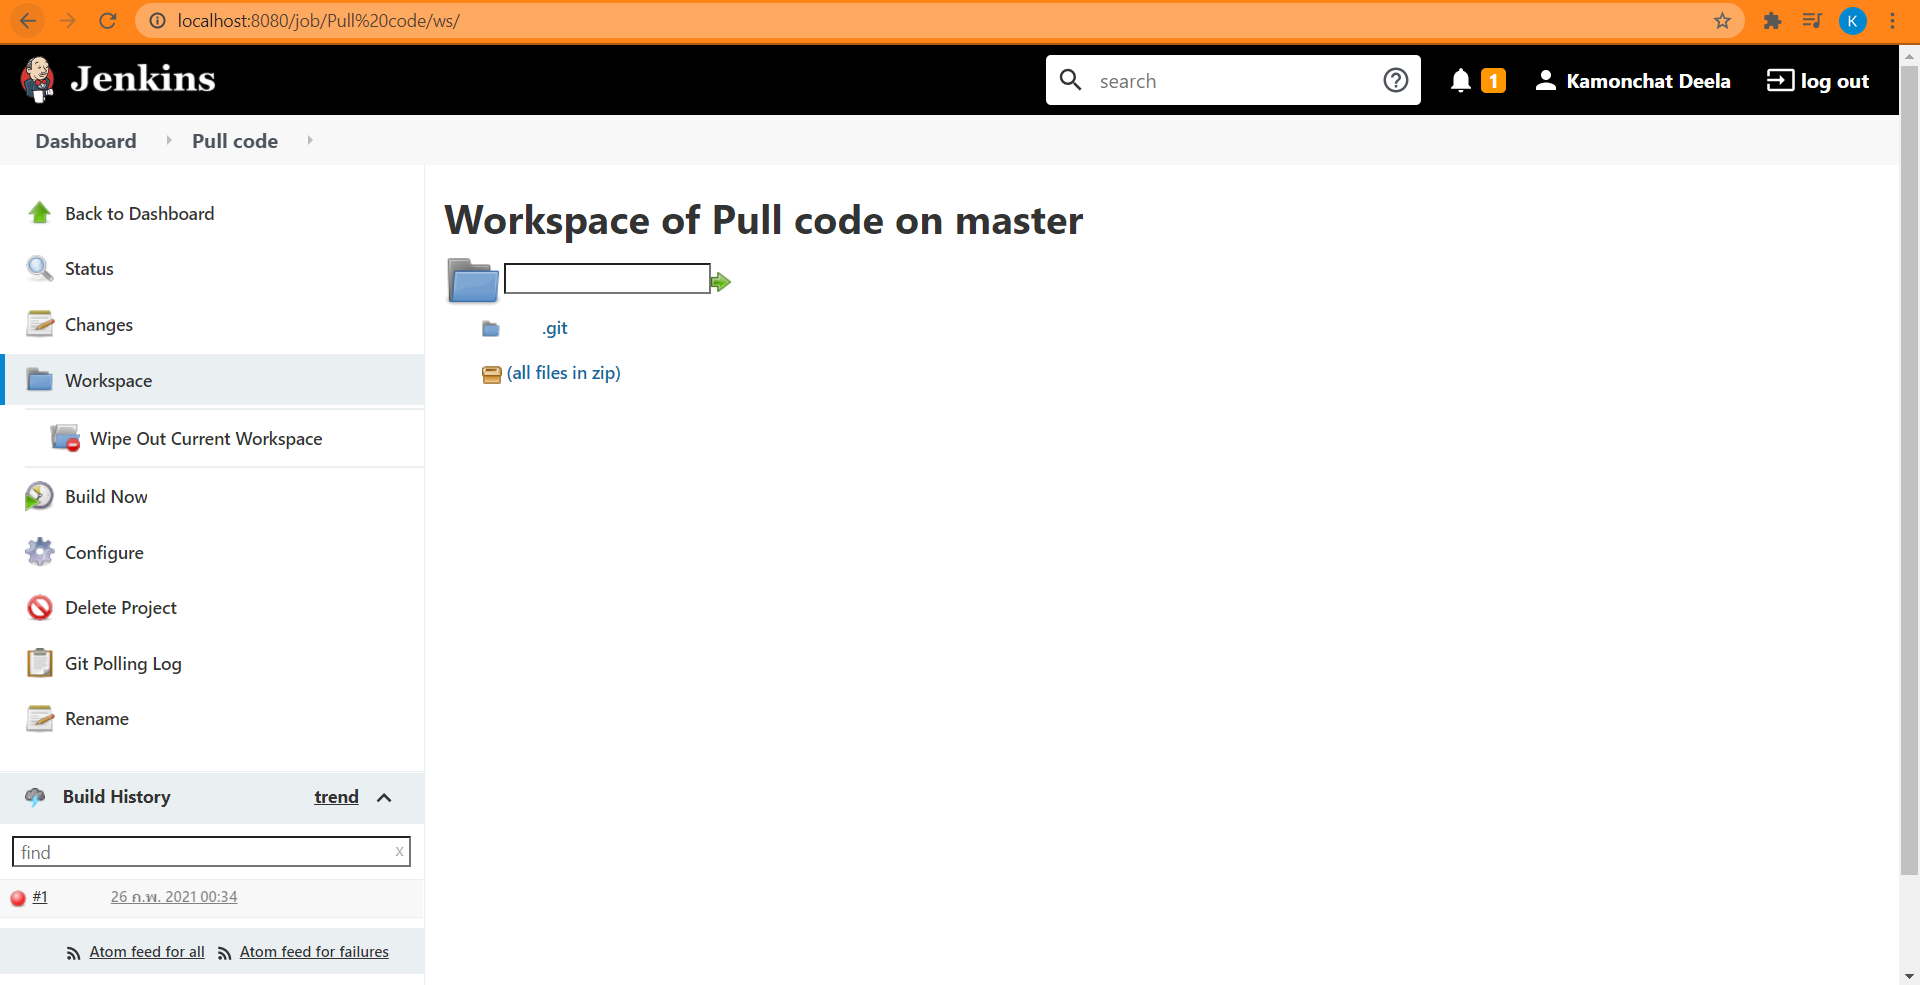 localhost:8080/job/Pull%20code/ws/
K
Jenkins
search
1
Kamonchat Deela
log out
Dashboard
Pull code
Back to Dashboard
Status
Changes
Workspace
Wipe Out Current Workspace
Build Now
Configure
Delete Project
Git Polling Log
Rename
Build History
trend
find
x
#1
26 ก.พ. 2021 00:34
Atom feed for all
Atom feed for failures
Workspace of Pull code on master
.git
(all files in zip)